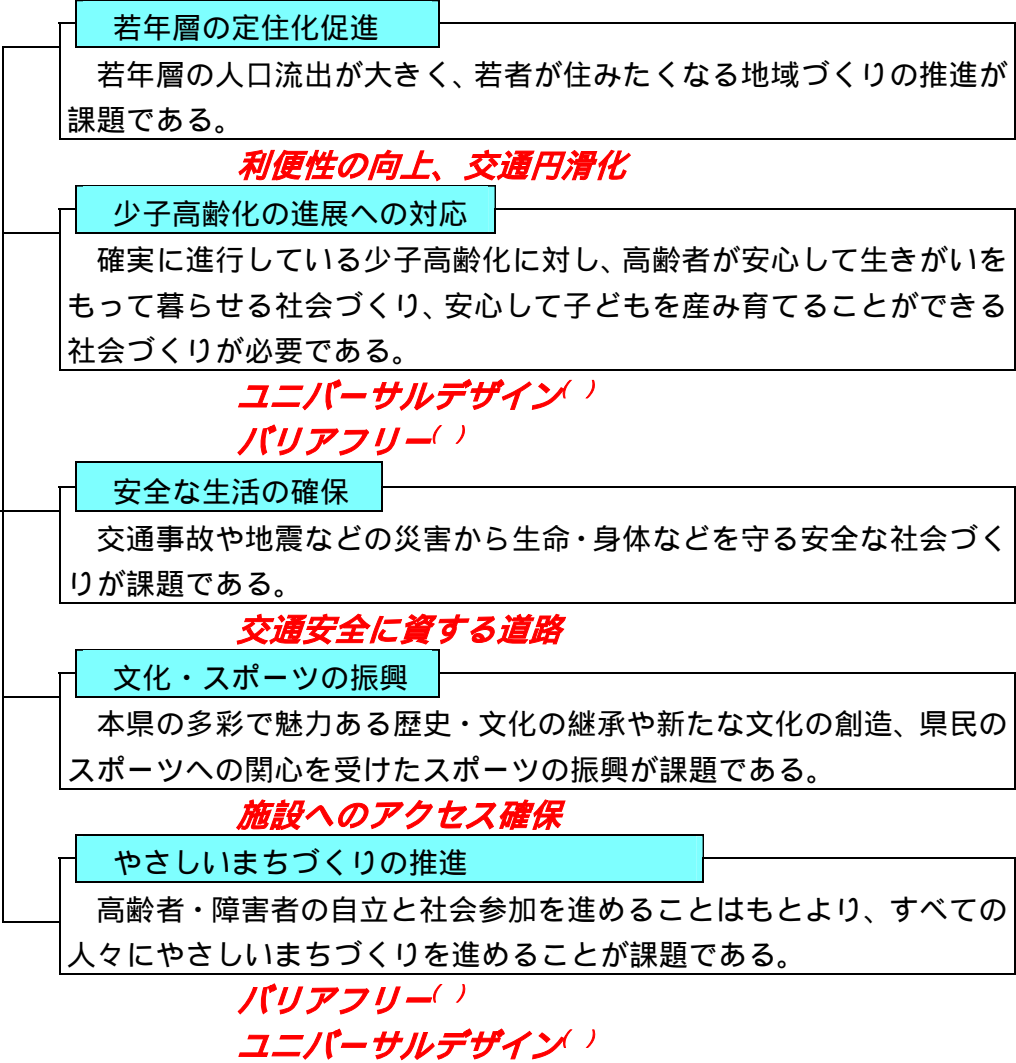 若年層の定住化促進
若年層の人口流出が大きく、若者が住みたくなる地域づくりの推進が
課題である。
利便性の向上、交通円滑化
少子高齢化の進展への対応
確実に進行している少子高齢化に対し、高齢者が安心して生きがいを
もって暮らせる社会づくり、安心して子どもを産み育てることができる
社会づくりが必要である。
ユニバーサルデザイン( )
バリアフリー( )
安全な生活の確保
交通事故や地震などの災害から生命・身体などを守る安全な社会づく
りが課題である。
交通安全に資する道路
文化・スポーツの振興
本県の多彩で魅力ある歴史・文化の継承や新たな文化の創造、県民の
スポーツへの関心を受けたスポーツの振興が課題である。
施設へのアクセス確保
やさしいまちづくりの推進
高齢者・障害者の自立と社会参加を進めることはもとより、すべての
人々にやさしいまちづくりを進めることが課題である。
バリアフリー( )
ユニバーサルデザイン( )